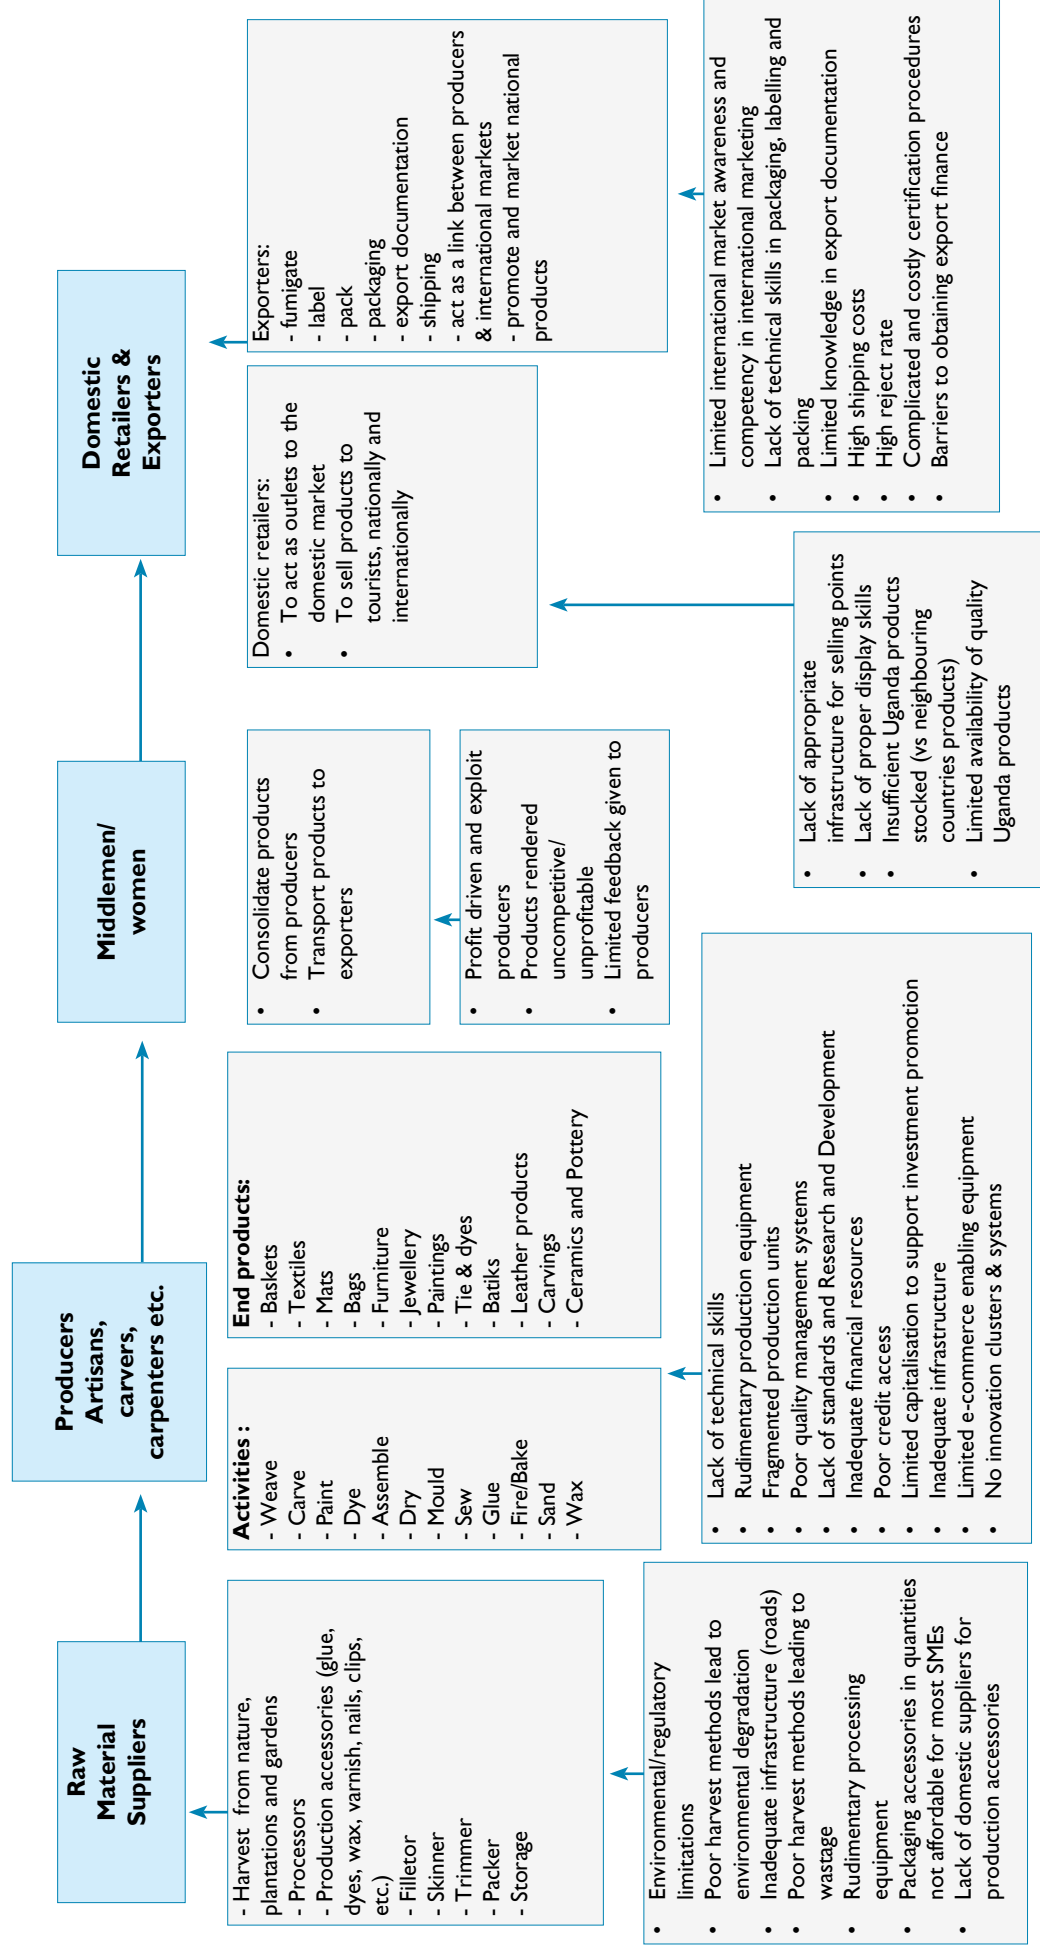 Raw
Material
Suppliers
Producers
Artisans,
carvers,
carpenters etc.
Middlemen/
women
Domestic
Retailers &
Exporters
- Harvest from nature,
plantations and gardens
- Processors
- Production accessories (glue,
dyes, wax, varnish, nails, clips,
etc.)
- Filletor
- Skinner
- Trimmer
- Packer
- Storage
Activities :
- Weave
- Carve
- Paint
- Dye
- Assemble
- Dry
- Mould
- Sew
- Glue
- Fire/Bake
- Sand
- Wax
End products:
- Baskets
- Textiles
- Mats
- Bags
- Furniture
- Jewellery
- Paintings
- Tie & dyes
- Batiks
- Leather products
- Carvings
- Ceramics and Pottery
• Consolidate products
from producers
• Transport products to
exporters
Domestic retailers:
• To act as outlets to the
domestic market
• To sell products to
tourists, nationally and
internationally
Exporters:
- fumigate
- label
- pack
- packaging
- export documentation
- shipping
- act as a link between producers
& international markets
- promote and market national
products
• Environmental/regulatory
limitations
• Poor harvest methods lead to
environmental degradation
• Inadequate infrastructure (roads)
• Poor harvest methods leading to
wastage
• Rudimentary processing
equipment
• Packaging accessories in quantities
not affordable for most SMEs
• Lack of domestic suppliers for
production accessories
• Lack of technical skills
• Rudimentary production equipment
• Fragmented production units
• Poor quality management systems
• Lack of standards and Research and Development
• Inadequate financial resources
• Poor credit access
• Limited capitalisation to support investment promotion
• Inadequate infrastructure
• Limited e-commerce enabling equipment
• No innovation clusters & systems
• Profit driven and exploit
producers
• Products rendered
uncompetitive/
unprofitable
• Limited feedback given to
producers
• Lack of appropriate
infrastructure for selling points
• Lack of proper display skills
• Insufficient Uganda products
stocked (vs neighbouring
countries products)
• Limited availability of quality
Uganda products
• Limited international market awareness and
competency in international marketing
• Lack of technical skills in packaging, labelling and
packing
• Limited knowledge in export documentation
• High shipping costs
• High reject rate
• Complicated and costly certification procedures
• Barriers to obtaining export finance